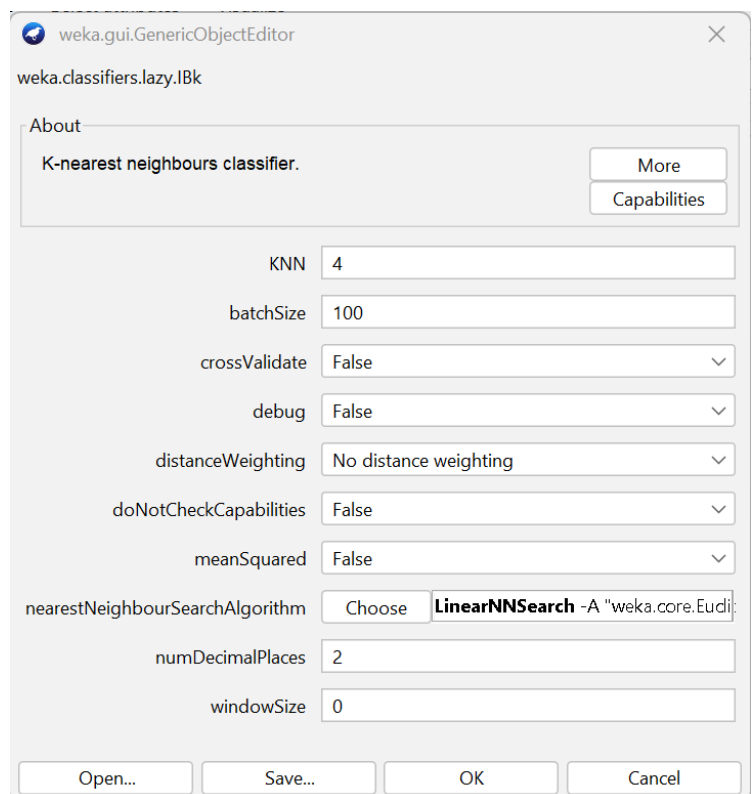 weka.gui.GenericObjectEditor
weka.classifiers.lazy.IBk
About
K-nearest neighbours classifier.
More
Capabilities
KNN 4
batchSize 100
crossValidate False
debug False
distanceWeighting No distance weighting
doNotCheckCapabilities False
meanSquared False
nearestNeighbourSearchAlgorithm Choose LinearNNSearch -A "weka.core.Eucli
numDecimalPlaces 2
windowSize 0
Open... Save... OK Cancel